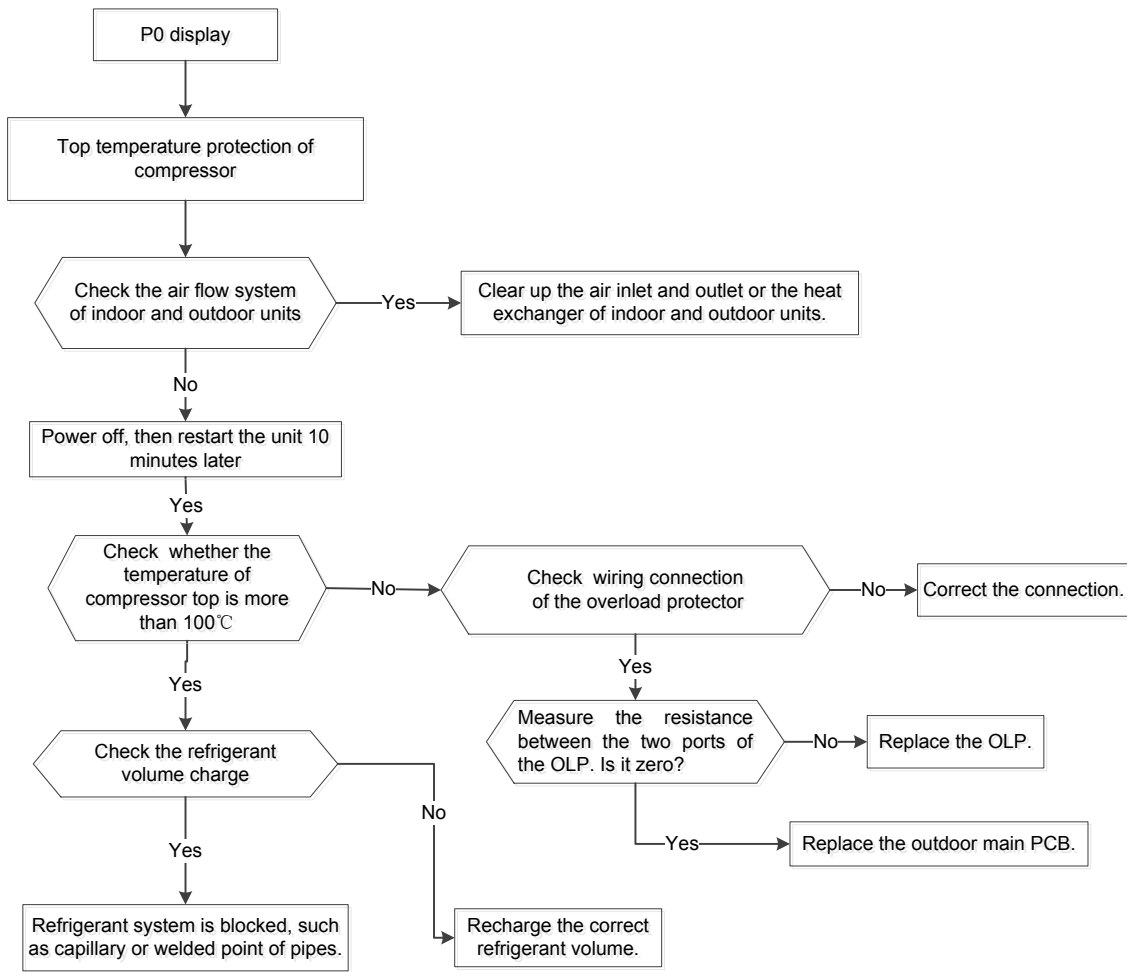 P0 display
Top temperature protection of
compressor
Check the air flow system
of indoor and outdoor units
Yes
Clear up the air inlet and outlet or the heat
exchanger of indoor and outdoor units.
No
Power off, then restart the unit 10
minutes later
Yes
Check whether the
temperature of
compressor top is more
than 100℃
No
Check wiring connection
of the overload protector
No
Correct the connection.
Yes
Yes
Measure the resistance
between the two ports of
the OLP. Is it zero?
No
Replace the OLP.
Check the refrigerant
volume charge
No
Yes
Replace the outdoor main PCB.
Yes
Refrigerant system is blocked, such
as capillary or welded point of pipes.
Recharge the correct
refrigerant volume.